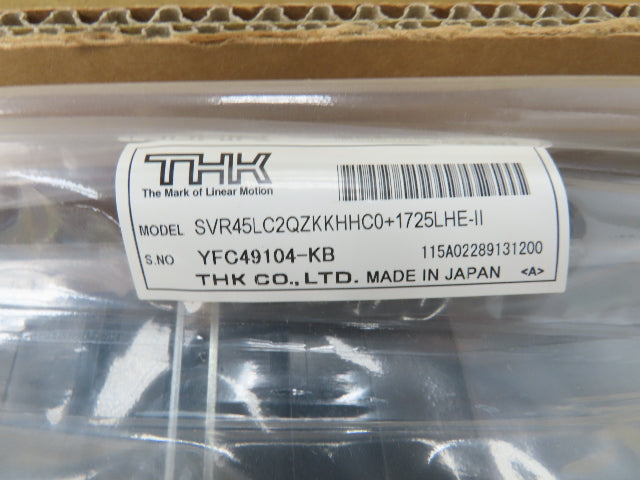 THK
The Mark of Linear Motion
MODEL SVR45LC2QZKKHHC0+1725LHE-II
S.NO YFC49104-KB 115A02289131200
THK CO., LTD. MADE IN JAPAN <A>